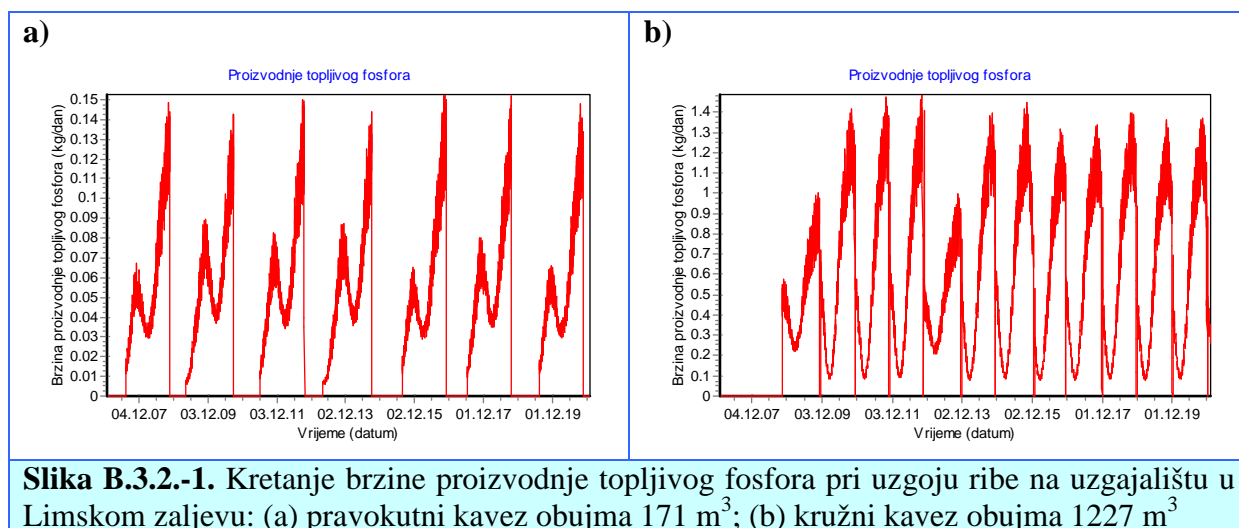 a)
Proizvodnje topljivog fosfora
Brzina proizvodnje topljivog fosfora (kg/dan)
0.15
0.14
0.13
0.12
0.11
0.1
0.09
0.08
0.07
0.06
0.05
0.04
0.03
0.02
0.01
0
04.12.07 03.12.09 03.12.11 02.12.13 02.12.15 01.12.17 01.12.19
Vrijeme (datum)
b)
Proizvodnje topljivog fosfora
Brzina proizvodnje topljivog fosfora (kg/dan)
1.4
1.3
1.2
1.1
1
0.9
0.8
0.7
0.6
0.5
0.4
0.3
0.2
0.1
0
04.12.07 03.12.09 03.12.11 02.12.13 02.12.15 01.12.17 01.12.19
Vrijeme (datum)
Slika B.3.2.-1. Kretanje brzine proizvodnje topljivog fosfora pri uzgoju ribe na uzgajalištu u
Limskom zaljevu: (a) pravokutni kavez obujma 171 m³; (b) kružni kavez obujma 1227 m³